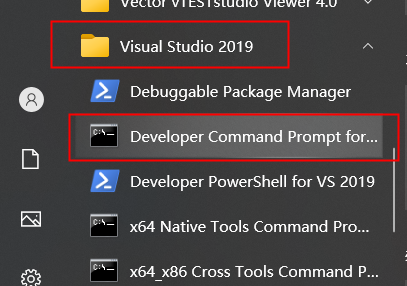 Vector vTESTstudio Viewer 4.0
Visual Studio 2019
Debuggable Package Manager
Developer Command Prompt for...
Developer PowerShell for VS 2019
x64 Native Tools Command Pro...
x64_x86 Cross Tools Command P...